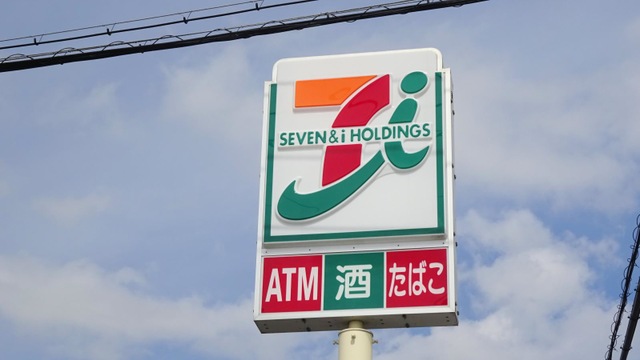 SEVEN & i HOLDINGS
ATM 酒 たばこ